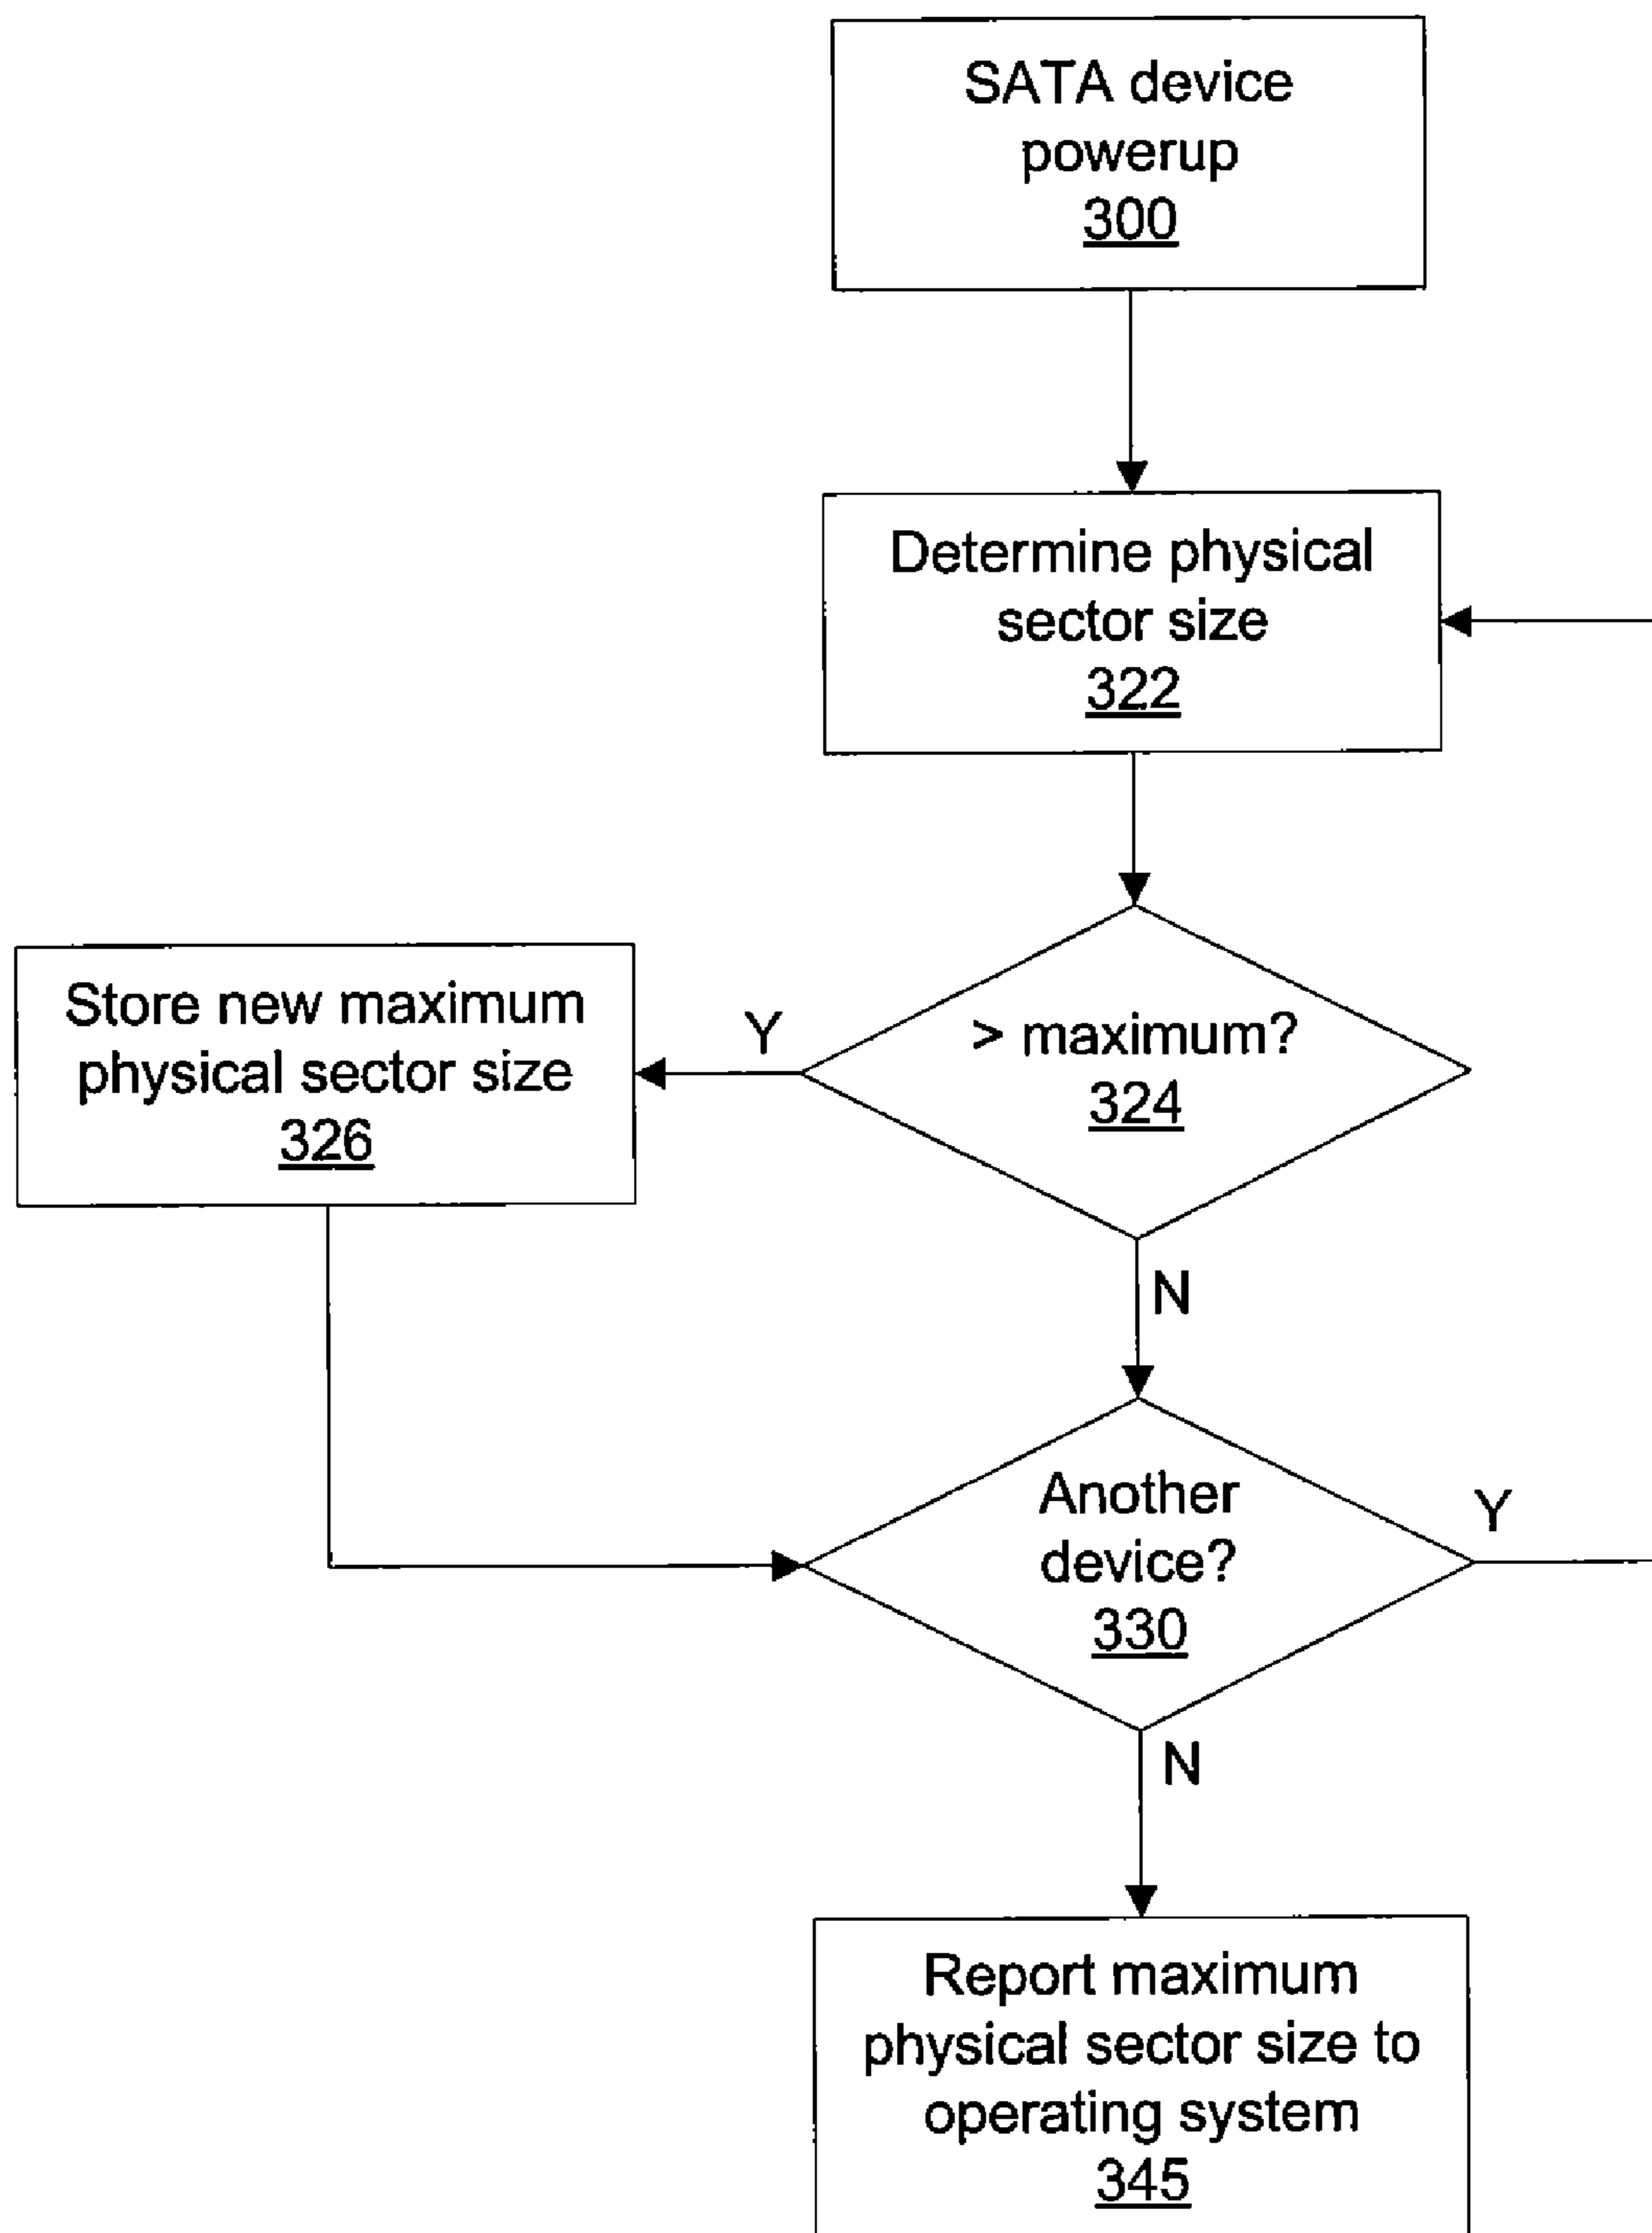 SATA device
powerup
300
Determine physical
sector size
322
> maximum?
324
Y
Store new maximum
physical sector size
326
N
Another
device?
330
Y
N
Report maximum
physical sector size to
operating system
345